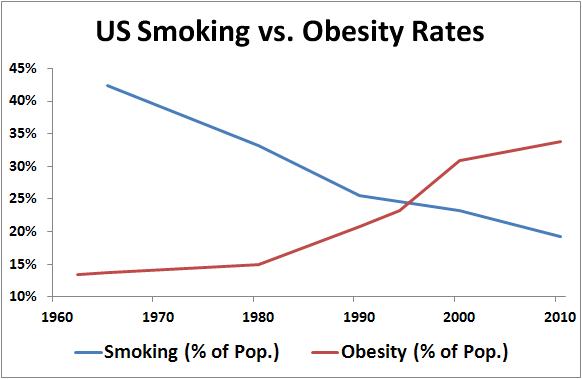 US Smoking vs. Obesity Rates
45%
40%
35%
30%
25%
20%
15%
10%
1960 1970 1980 1990 2000 2010
Smoking (% of Pop.) Obesity (% of Pop.)